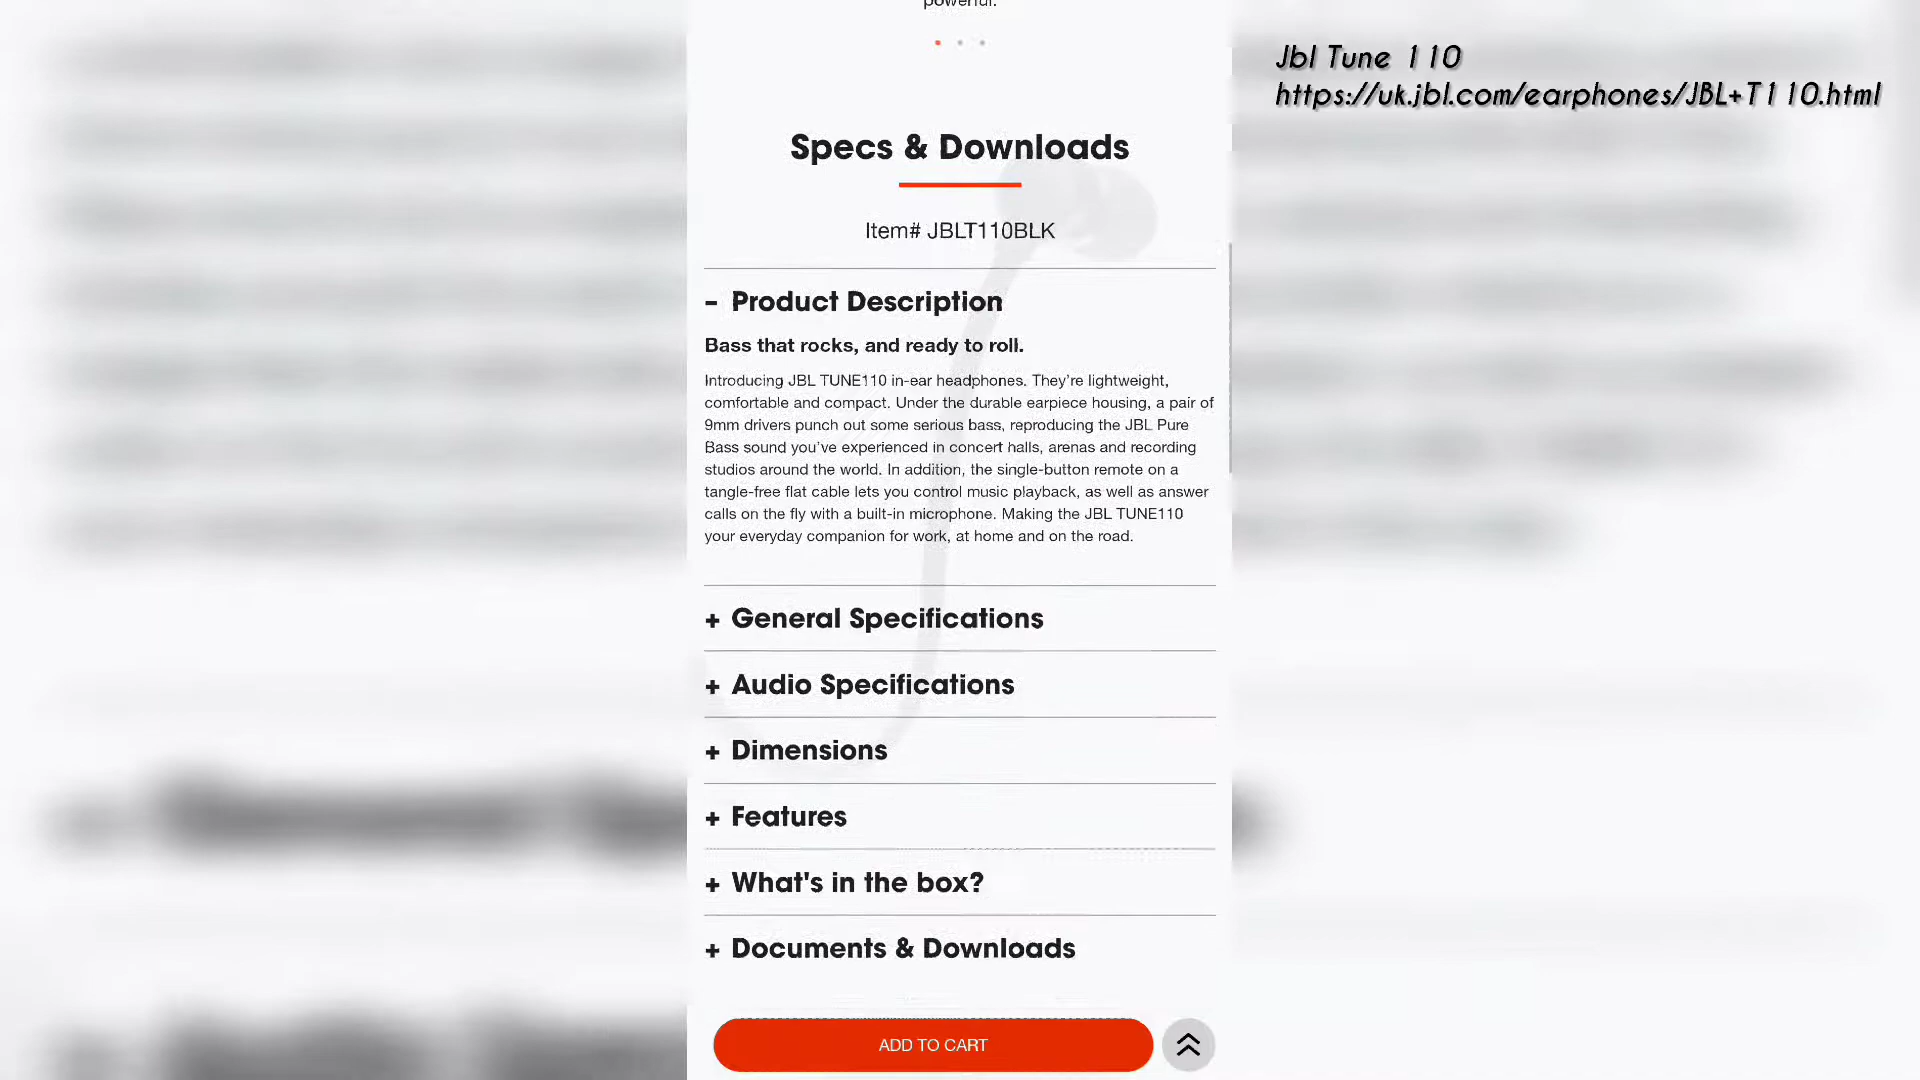 powerful.
Jbl Tune 110
https://uk.jbl.com/earphones/JBL+T110.html
Specs & Downloads
Item# JBLT110BLK
– Product Description
Bass that rocks, and ready to roll.
Introducing JBL TUNE110 in-ear headphones. They’re lightweight,
comfortable and compact. Under the durable earpiece housing, a pair of
9mm drivers punch out some serious bass, reproducing the JBL Pure
Bass sound you’ve experienced in concert halls, arenas and recording
studios around the world. In addition, the single-button remote on a
tangle-free flat cable lets you control music playback, as well as answer
calls on the fly with a built-in microphone. Making the JBL TUNE110
your everyday companion for work, at home and on the road.
+ General Specifications
+ Audio Specifications
+ Dimensions
+ Features
+ What's in the box?
+ Documents & Downloads
ADD TO CART